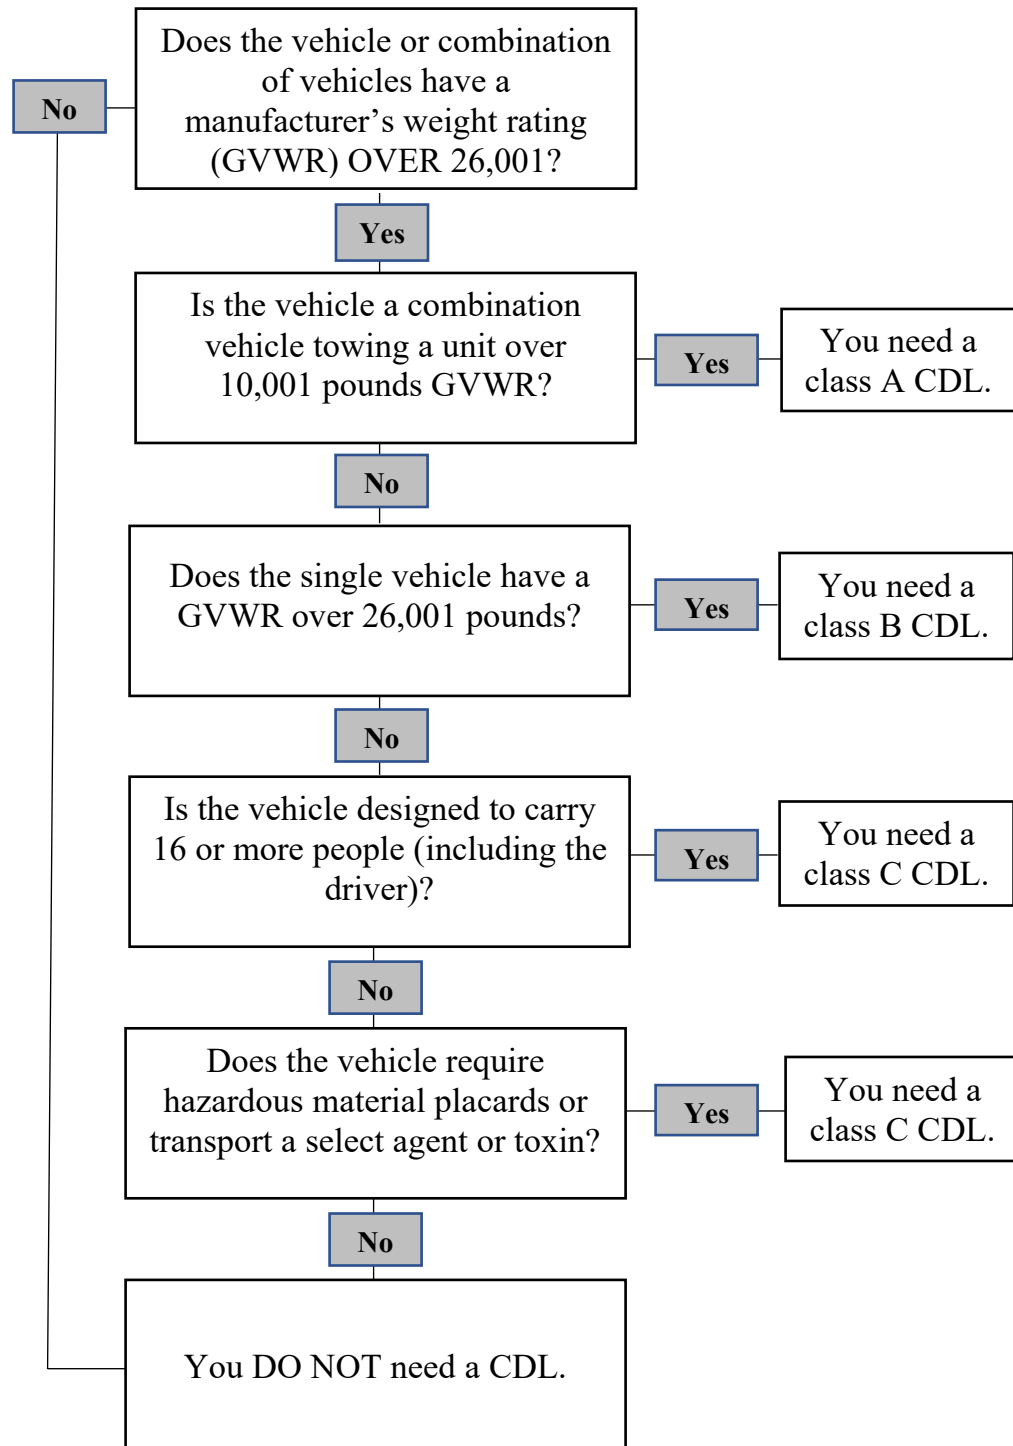 Does the vehicle or combination
of vehicles have a
manufacturer’s weight rating
(GVWR) OVER 26,001?
No
Yes
Is the vehicle a combination
vehicle towing a unit over
10,001 pounds GVWR?
Yes
You need a
class A CDL.
No
Does the single vehicle have a
GVWR over 26,001 pounds?
Yes
You need a
class B CDL.
No
Is the vehicle designed to carry
16 or more people (including the
driver)?
Yes
You need a
class C CDL.
No
Does the vehicle require
hazardous material placards or
transport a select agent or toxin?
Yes
You need a
class C CDL.
No
You DO NOT need a CDL.